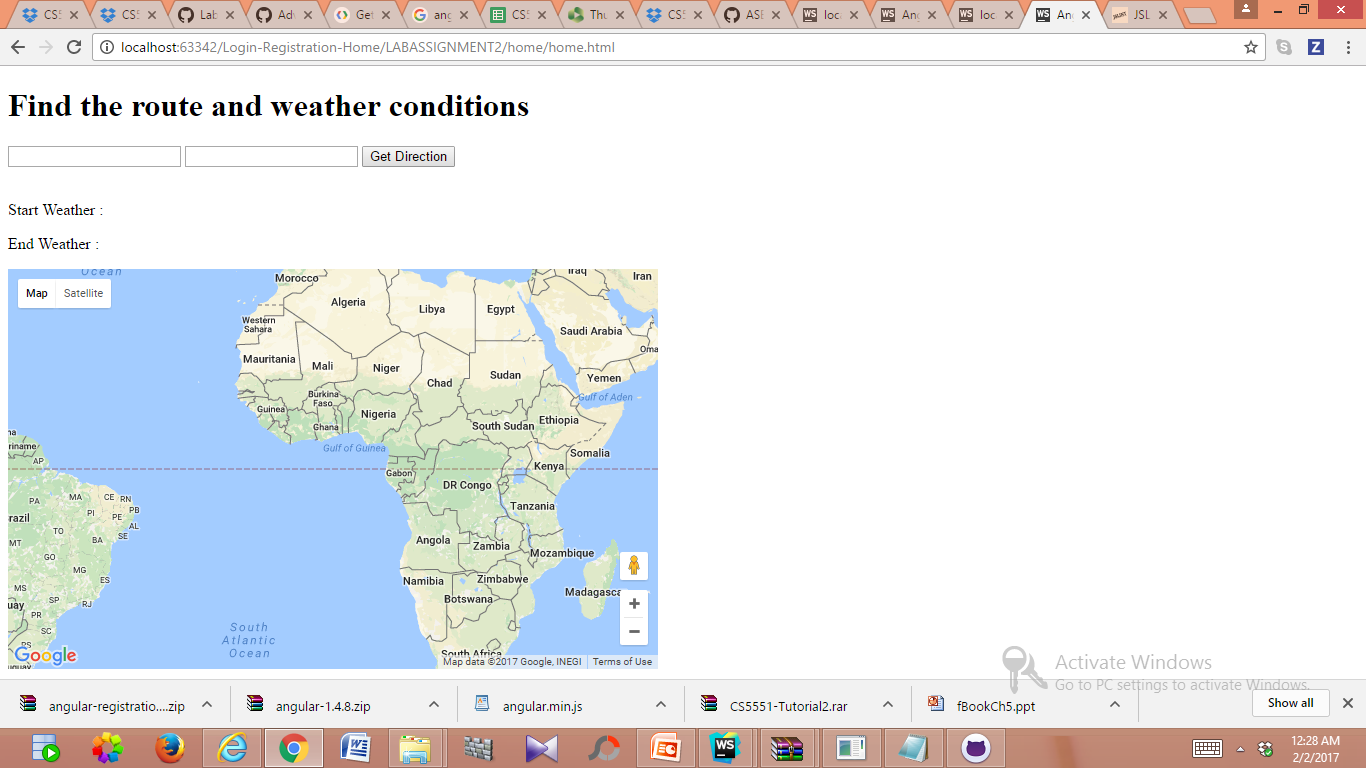 CS5
CS5
Lab
Adv
Get
ang
CS5
Thu
CS5
ASE
loca
Ang
loc
Ang
JSL
localhost:63342/Login-Registration-Home/LABASSIGNMENT2/home/home.html
Find the route and weather conditions
Get Direction
Start Weather :
End Weather :
Map
Satellite
Ocean
Morocco
Iraq
Iran
Algeria
Libya
Egypt
Western
Sahara
Saudi Arabia
Oma
Mauritania
Mali
Niger
Chad
Sudan
Yemen
Gulf of Aden
Burkina
Faso
Guinea
Ghana
Nigeria
South Sudan
Ethiopia
Gulf of Guinea
Somalia
na
riname
AP
Gabon
Kenya
DR Congo
PA
MA
CE
RN
PB
PI
PE
AL
SE
razil
TO
BA
Tanzania
MT
GO
Angola
Zambia
Mozambique
MG
ES
MS
SP
RJ
Namibia
Zimbabwe
Botswana
Madagasca
uay
PR
SC
RS
South
Atlantic
Ocean
South Africa
uguay
Google
+
−
Map data ©2017 Google, INEGI
Terms of Use
Activate Windows
Go to PC settings to activate Windows.
angular-registratio....zip
angular-1.4.8.zip
angular.min.js
CS5551-Tutorial2.rar
fBookCh5.ppt
Show all
12:28 AM
2/2/2017